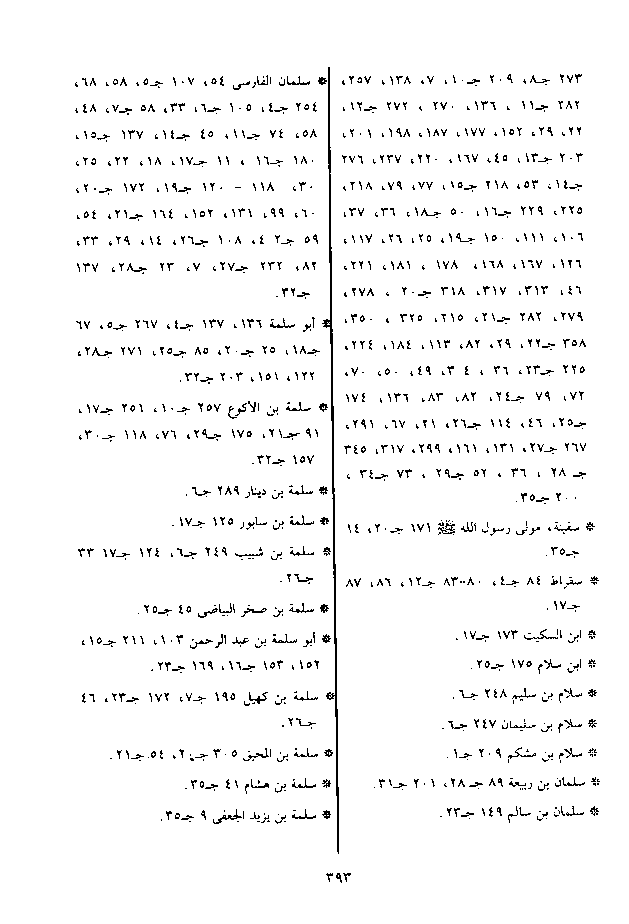 ٢٧٣ جـ٨، ٢٠٩ جـ١٠، ٧، ١٣٨، ٢٥٧،
٢٨٢ جـ١١ ، ١٣٦، ٢٧٠ ، ٢٧٢ جـ١٢،
٢٢، ٢٩، ١٥٢، ١٧٧، ١٨٧، ١٩٨، ٢٠١،
٢٠٣ جـ١٣، ٤٥، ١٦٧، ٢٢٠، ٢٣٧، ٢٧٦
جـ١٤، ٥٣، ٢١٨ جـ١٥، ٧٧، ٧٩، ٢١٨،
٢٢٥، ٢٢٩ جـ١٦، ٥٠ جـ١٨، ٣٦، ٣٧،
١٠٦، ١١١، ١٥٠ جـ١٩، ٢٥، ٢٦، ١١٧،
١٢٦، ١٦٧، ١٦٨، ١٧٨ ، ١٨١، ٢٢١،
٤٦، ٣١٣، ٣١٧، ٣١٨ جـ٢٠ ، ٢٧٨،
٢٧٩، ٢٨٢ جـ٢١، ٢١٥، ٣٢٥ ، ٣٥٠،
٣٥٨ جـ٢٢، ٢٩، ٨٢، ١١٣، ١٨٤، ٢٢٤،
٢٢٥ جـ٢٣، ٣٦ ، ٤ ٣، ٤٩، ٥٠، ٧٠،
٧٢، ٧٩ جـ٢٤، ٨٢، ٨٣، ١٣٦، ١٧٤
جـ٢٥، ٤٦، ١١٤ جـ٢٦، ٢١، ٦٧، ٢٩١،
٢٦٧ جـ٢٧، ١٣١، ١٦١، ٢٩٩، ٣١٧، ٣٤٥
جـ ٢٨ ، ٣٦ ، ٥٢ جـ٢٩ ، ٧٣ جـ٣٤ ،
٢٠٠ جـ٣٥.
* سفينة، مولى رسول الله ﷺ ١٧١ جـ٢٠، ١٤
جـ٣٥.
* سقراط ٨٤ جـ٤، ٨٠-٨٣ جـ١٢، ٨٦، ٨٧
جـ١٧.
* ابن السكيت ١٧٣ جـ١٧.
* ابن سلام ١٧٥ جـ٢٥.
* سلام بن سليم ٢٤٨ جـ٦.
* سلام بن سليمان ٢٤٧ جـ٦.
* سلام بن مشكم ٢٠٩ جـ١.
* سلمان بن ربيعة ٨٩ جـ٢٨، ٢٠١ جـ٣١.
* سلمان بن سالم ١٤٩ جـ٢٣.
* سلمان الفارسى ٥٤، ١٠٧ جـ٥، ٥٨، ٦٨،
٢٥٤ جـ٤، ١٠٥ جـ٦، ٣٣، ٥٨ جـ٧، ٤٨،
٥٨، ٧٤ جـ١١، ٤٥ جـ١٤، ١٣٧ جـ١٥،
١٨٠ جـ١٦ ، ١١ جـ١٧، ١٨، ٢٢، ٢٥،
٣٠، ١١٨ - ١٢٠ جـ١٩، ١٧٢ جـ٢٠،
٦٠، ٩٩، ١٣١، ١٥٢، ١٦٤ جـ٢١، ٥٤،
٥٩ جـ٢ ٤، ١٠٨ جـ٢٦، ١٤، ٢٩، ٣٣،
٨٢، ٢٣٢ جـ٢٧، ٧، ٢٣ جـ٢٨، ١٣٧
جـ٣٢.
* أبو سلمة ١٣٦، ١٣٧ جـ٤، ٢٦٧ جـ٥، ٦٧
جـ١٨، ٢٥ جـ٢٠، ٨٥ جـ٢٥، ٢٧١ جـ٢٨،
١٢٢، ١٥١، ٢٠٣ جـ٣٢.
* سلمة بن الأكوع ٢٥٧ جـ١٠، ٢٥١ جـ١٧،
٩١ جـ٢١، ١٧٥ جـ٢٩، ٧٦، ١١٨ جـ٣٠،
١٥٧ جـ٣٢.
* سلمة بن دينار ٢٨٩ جـ٦.
* سلمة بن سابور ١٢٥ جـ١٧.
* سلمة بن شبيب ٢٤٩ جـ٦، ١٢٤ جـ١٧ ٣٣
جـ٢٦.
* سلمة بن صخر البياضى ٤٥ جـ٢٥.
* أبو سلمة بن عبد الرحمن ١٠٣، ٢١١ جـ١٥،
١٥٢، ١٥٣ جـ١٦، ١٦٩ جـ٢٣.
* سلمة بن كهيل ١٩٥ جـ٧، ١٧٢ جـ٢٣، ٤٦
جـ٢٦.
* سلمة بن المحبق ٣٠٥ جـ٢٠، ٥٤ جـ٢١.
* سلمة بن هشام ٤١ جـ٣٥.
* سلمة بن يزيد الجعفى ٩ جـ٣٥.
٣٩٣